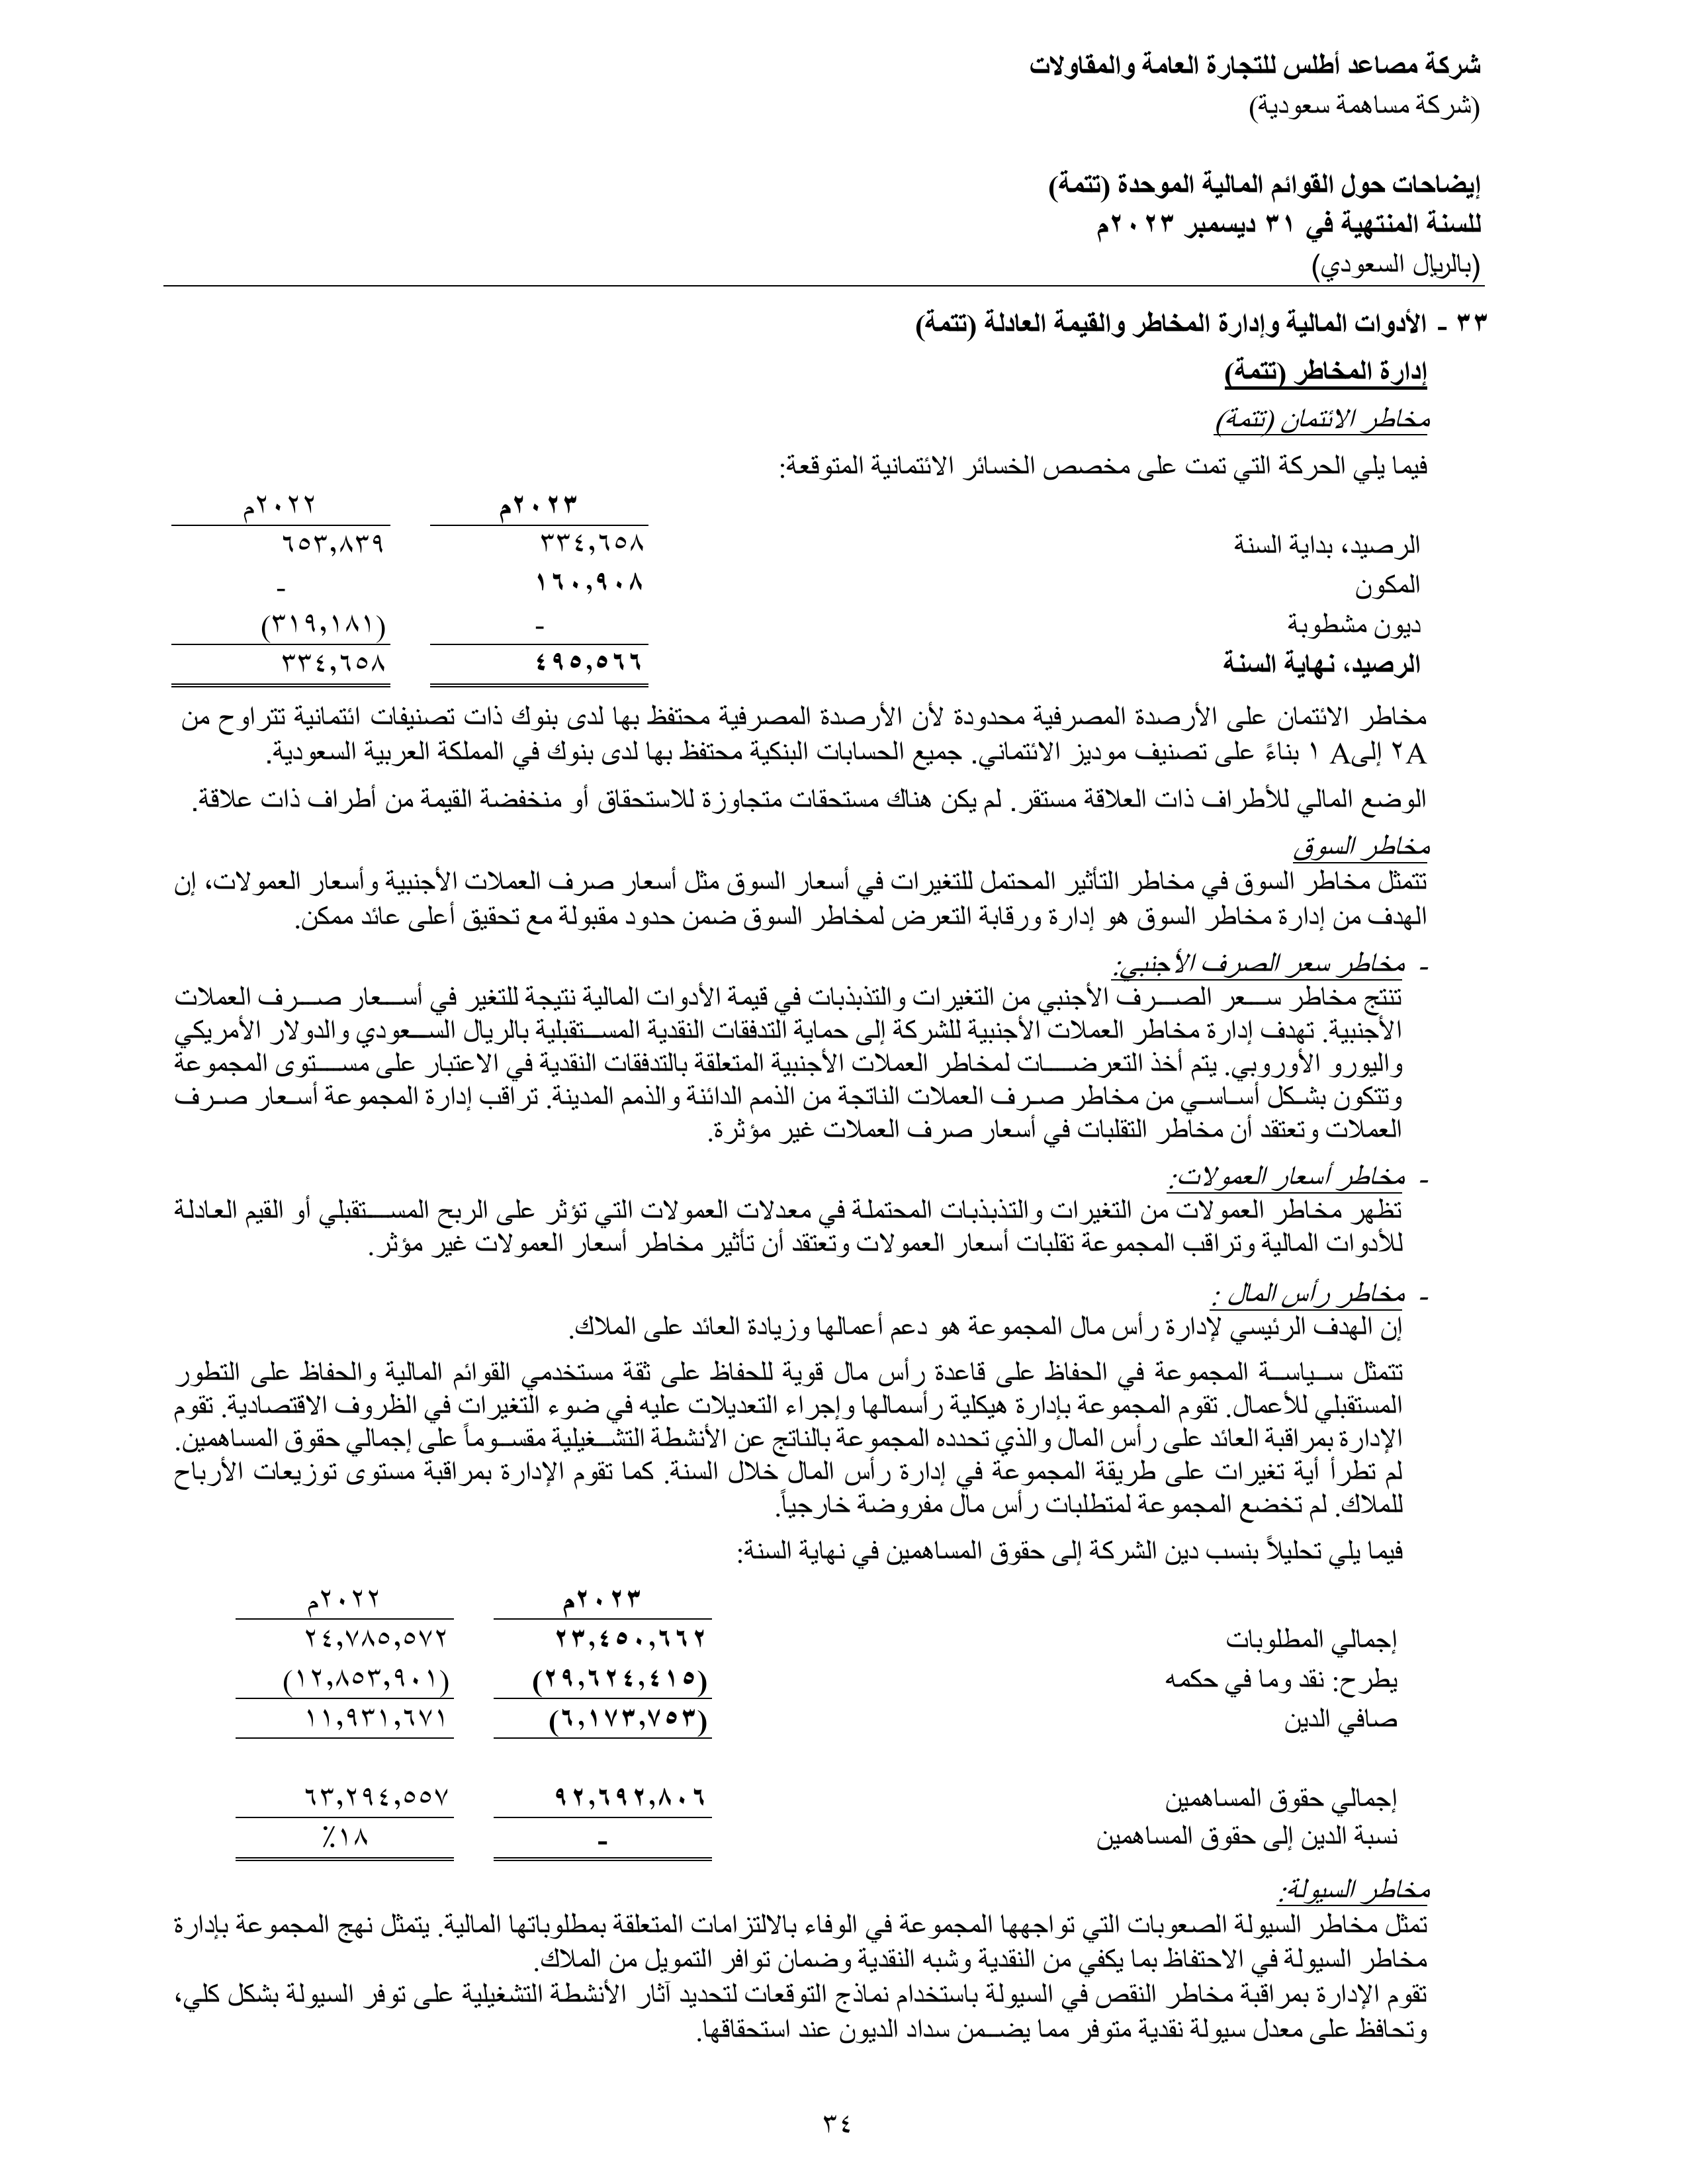 شركة مصاعد أطلس للتجارة العامة والمقاولات
(شركة مساهمة سعودية)
إيضاحات حول القوائم المالية الموحدة (تتمة)
للسنة المنتهية في ٣١ ديسمبر ٢٠٢٣م
(بالريال السعودي)
٣٣ - الأدوات المالية وإدارة المخاطر والقيمة العادلة (تتمة)
إدارة المخاطر (تتمة)
مخاطر الائتمان (تتمة)
فيما يلي الحركة التي تمت على مخصص الخسائر الائتمانية المتوقعة:
٢٠٢٣م ٢٠٢٢م
الرصيد، بداية السنة ٣٣٤,٦٥٨ ٦٥٣,٨٣٩
المكون ١٦٠,٩٠٨ -
ديون مشطوبة - (٣١٩,١٨١)
الرصيد، نهاية السنة ٤٩٥,٥٦٦ ٣٣٤,٦٥٨
مخاطر الائتمان على الأرصدة المصرفية محدودة لأن الأرصدة المصرفية محتفظ بها لدى بنوك ذات تصنيفات ائتمانية تتراوح من
٢A إلى A١ بناءً على تصنيف موديز الائتماني. جميع الحسابات البنكية محتفظ بها لدى بنوك في المملكة العربية السعودية.
الوضع المالي للأطراف ذات العلاقة مستقر. لم يكن هناك مستحقات متجاوزة للاستحقاق أو منخفضة القيمة من أطراف ذات علاقة.
مخاطر السوق
تتمثل مخاطر السوق في مخاطر التأثير المحتمل للتغيرات في أسعار السوق مثل أسعار صرف العملات الأجنبية وأسعار العمولات، إن
الهدف من إدارة مخاطر السوق هو إدارة ورقابة التعرض لمخاطر السوق ضمن حدود مقبولة مع تحقيق أعلى عائد ممكن.
- مخاطر سعر الصرف الأجنبي:
تنتج مخاطر سعر الصرف الأجنبي من التغيرات والتذبذبات في قيمة الأدوات المالية نتيجة للتغير في أسعار صرف العملات
الأجنبية. تهدف إدارة مخاطر العملات الأجنبية للشركة إلى حماية التدفقات النقدية المستقبلية بالريال السعودي والدولار الأمريكي
واليورو الأوروبي. يتم أخذ التعرضات لمخاطر العملات الأجنبية المتعلقة بالتدفقات النقدية في الاعتبار على مستوى المجموعة
وتتكون بشكل أساسي من مخاطر صرف العملات الناتجة من الذمم الدائنة والذمم المدينة. تراقب إدارة المجموعة أسعار صرف
العملات وتعتقد أن مخاطر التقلبات في أسعار صرف العملات غير مؤثرة.
- مخاطر أسعار العمولات:
تظهر مخاطر العمولات من التغيرات والتذبذبات المحتملة في معدلات العمولات التي تؤثر على الربح المستقبلي أو القيم العادلة
للأدوات المالية وتراقب المجموعة تقلبات أسعار العمولات وتعتقد أن تأثير مخاطر أسعار العمولات غير مؤثر.
- مخاطر رأس المال :
إن الهدف الرئيسي لإدارة رأس مال المجموعة هو دعم أعمالها وزيادة العائد على الملاك.
تتمثل سياسة المجموعة في الحفاظ على قاعدة رأس مال قوية للحفاظ على ثقة مستخدمي القوائم المالية والحفاظ على التطور
المستقبلي للأعمال. تقوم المجموعة بإدارة هيكلية رأسمالها وإجراء التعديلات عليه في ضوء التغيرات في الظروف الاقتصادية. تقوم
الإدارة بمراقبة العائد على رأس المال والذي تحدده المجموعة بالناتج عن الأنشطة التشغيلية مقسوماً على إجمالي حقوق المساهمين.
لم تطرأ أية تغيرات على طريقة المجموعة في إدارة رأس المال خلال السنة. كما تقوم الإدارة بمراقبة مستوى توزيعات الأرباح
للملاك. لم تخضع المجموعة لمتطلبات رأس مال مفروضة خارجياً.
فيما يلي تحليلاً بنسب دين الشركة إلى حقوق المساهمين في نهاية السنة:
٢٠٢٣م ٢٠٢٢م
إجمالي المطلوبات ٢٣,٤٥٠,٦٦٢ ٢٤,٧٨٥,٥٧٢
يطرح: نقد وما في حكمه (٢٩,٦٢٤,٤١٥) (١٢,٨٥٣,٩٠١)
صافي الدين (٦,١٧٣,٧٥٣) ١١,٩٣١,٦٧١
إجمالي حقوق المساهمين ٩٢,٦٩٢,٨٠٦ ٦٣,٢٩٤,٥٥٧
نسبة الدين إلى حقوق المساهمين - ١٨٪
مخاطر السيولة:
تمثل مخاطر السيولة الصعوبات التي تواجهها المجموعة في الوفاء بالالتزامات المتعلقة بمطلوباتها المالية. يتمثل نهج المجموعة بإدارة
مخاطر السيولة في الاحتفاظ بما يكفي من النقدية وشبه النقدية وضمان توافر التمويل من الملاك.
تقوم الإدارة بمراقبة مخاطر النقص في السيولة باستخدام نماذج التوقعات لتحديد آثار الأنشطة التشغيلية على توفر السيولة بشكل كلي،
وتحافظ على معدل سيولة نقدية متوفر مما يضمن سداد الديون عند استحقاقها.
٣٤